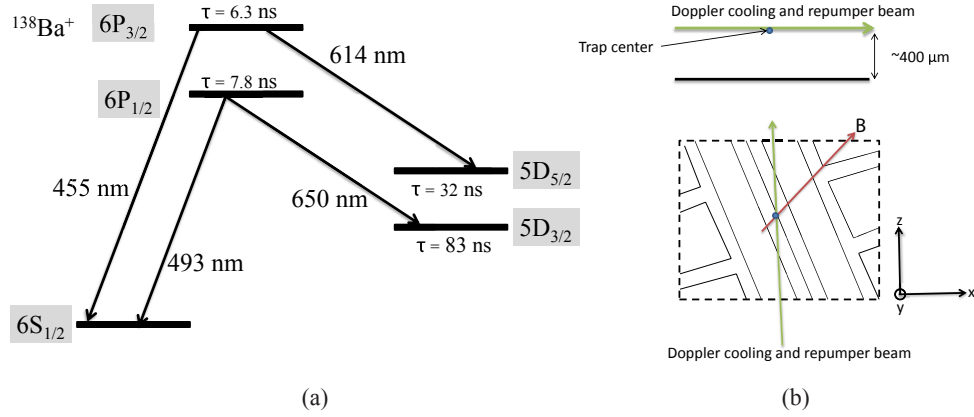 ¹³⁸Ba⁺
6P3/2
τ = 6.3 ns
614 nm
6P1/2
τ = 7.8 ns
455 nm
650 nm
5D5/2
τ = 32 ns
5D3/2
τ = 83 ns
493 nm
6S1/2
(a)
Doppler cooling and repumper beam
Trap center
~400 μm
B
z
x
y
Doppler cooling and repumper beam
(b)